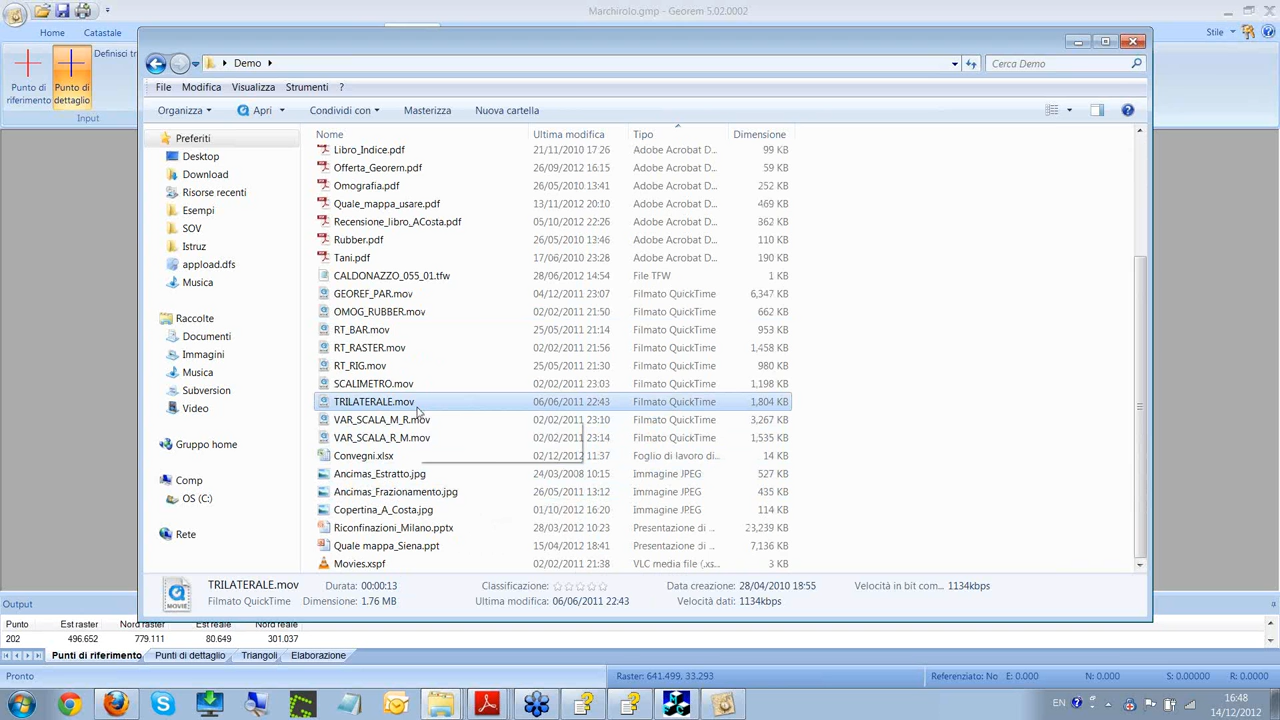 Marchirolo.gmp - Georem 5.02.0002
Home Catastale Stile
Punto di riferimento
Punto di dettaglio
Definisci tr
Input
Demo
Cerca Demo
File Modifica Visualizza Strumenti ?
Organizza Apri Condividi con Masterizza Nuova cartella
Nome Ultima modifica Tipo Dimensione
Libro_Indice.pdf 21/11/2010 17:26 Adobe Acrobat D... 99 KB
Offerta_Georem.pdf 26/09/2012 16:15 Adobe Acrobat D... 59 KB
Omografia.pdf 26/05/2010 13:41 Adobe Acrobat D... 252 KB
Quale_mappa_usare.pdf 13/11/2012 20:10 Adobe Acrobat D... 469 KB
Recensione_libro_ACosta.pdf 05/10/2012 12:26 Adobe Acrobat D... 362 KB
Rubber.pdf 26/05/2010 13:46 Adobe Acrobat D... 110 KB
Tani.pdf 17/06/2010 23:28 Adobe Acrobat D... 190 KB
CALDONAZZO_055_01.tfw 28/06/2012 14:54 File TFW 1 KB
GEOREF_PAR.mov 04/12/2011 23:07 Filmato QuickTime 6,347 KB
OMOG_RUBBER.mov 02/02/2011 21:50 Filmato QuickTime 662 KB
RT_BAR.mov 25/05/2011 21:14 Filmato QuickTime 953 KB
RT_RASTER.mov 02/02/2011 21:56 Filmato QuickTime 1,458 KB
RT_RIG.mov 25/05/2011 21:30 Filmato QuickTime 980 KB
SCALIMETRO.mov 02/02/2011 23:03 Filmato QuickTime 1,198 KB
TRILATERALE.mov 06/06/2011 22:43 Filmato QuickTime 1,804 KB
VAR_SCALA_M_R.mov 02/02/2011 23:10 Filmato QuickTime 3,267 KB
VAR_SCALA_R_M.mov 02/02/2011 23:14 Filmato QuickTime 1,535 KB
Convegni.xlsx 02/12/2012 11:37 Foglio di lavoro di... 14 KB
Ancimas_Estratto.jpg 24/03/2008 10:15 Immagine JPEG 527 KB
Ancimas_Frazionamento.jpg 26/05/2011 13:12 Immagine JPEG 435 KB
Copertina_A_Costa.jpg 01/10/2012 16:20 Immagine JPEG 114 KB
Riconfinazioni_Milano.pptx 28/03/2012 10:23 Presentazione di ... 23,239 KB
Quale mappa_Siena.ppt 15/04/2012 18:41 Presentazione di ... 7,136 KB
Movies.xspf 02/02/2011 21:38 VLC media file (.xs... 3 KB
Preferiti
Desktop
Download
Risorse recenti
Esempi
SOV
Istruz
appload.dfs
Musica
Raccolte
Documenti
Immagini
Musica
Subversion
Video
Gruppo home
Comp
OS (C:)
Rete
TRILATERALE.mov Durata: 00:00:13 Classificazione: Data creazione: 28/04/2010 18:55 Velocità in bit com... 1134kbps
Filmato QuickTime Dimensione: 1.76 MB Ultima modifica: 06/06/2011 22:43 Velocità dati: 1134kbps
MOVIE
Output
Punto Est raster Nord raster Est reale Nord reale
202 496.652 779.111 80.649 301.037
Punti di riferimento Punti di dettaglio Triangoli Elaborazione
Pronto Raster: 641.499, 33.293 Referenziato: No E: 0.000 N: 0.000 S: 0.00000 R: 0.0000
EN 16:48
14/12/2012